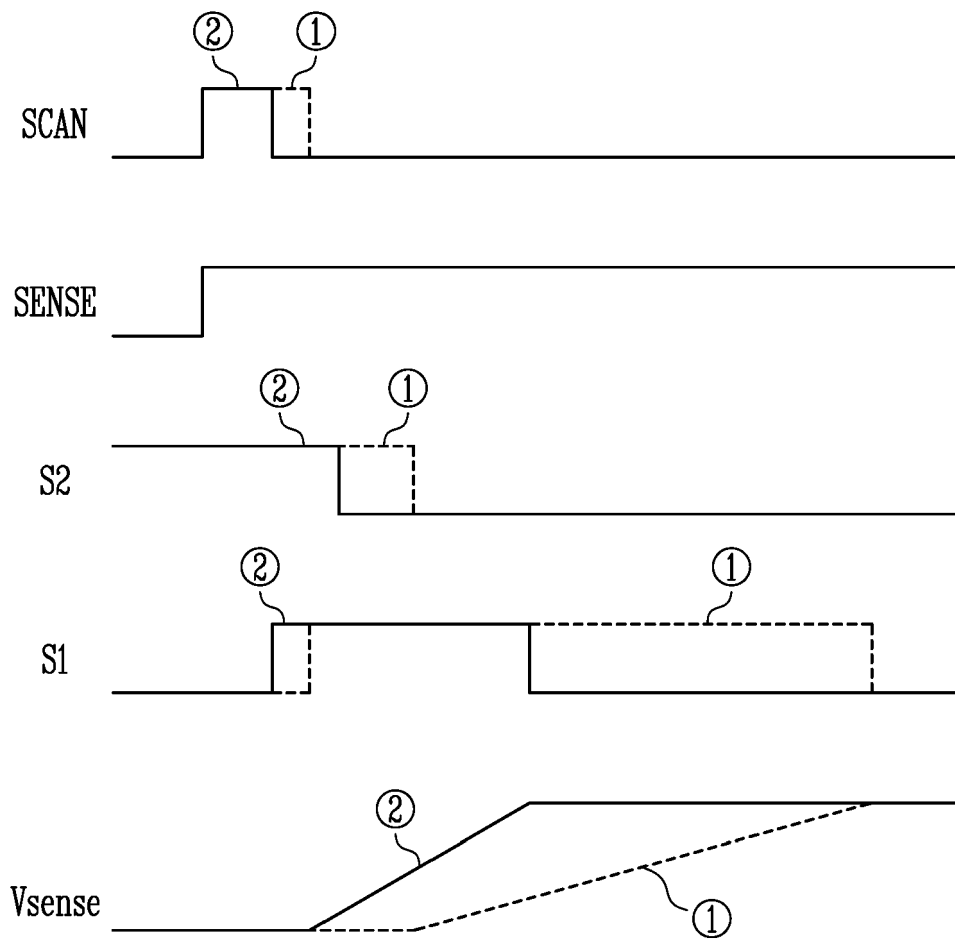 ② ①
SCAN
SENSE
② ①
S2
② ①
S1
②
Vsense ①